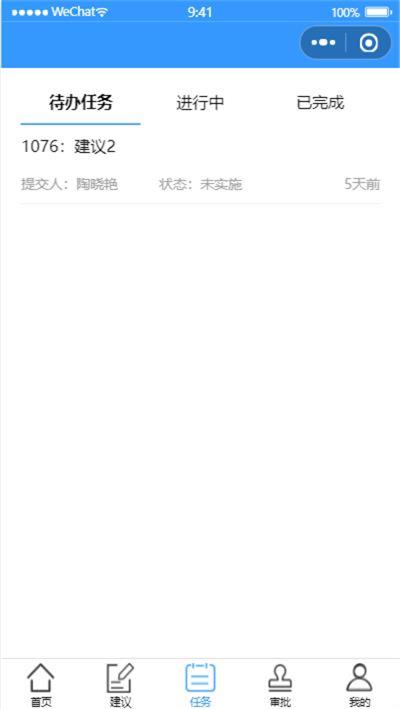 WeChat 9:41 100%
待办任务 进行中 已完成
1076：建议2
提交人：陶晓艳 状态：未实施 5天前
首页 建议 任务 审批 我的